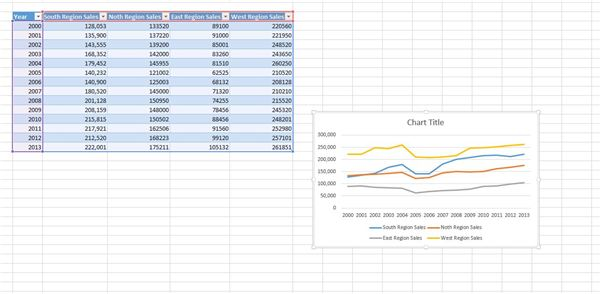 Year South Region Sales Noth Region Sales East Region Sales West Region Sales
2000 128,053 133520 89100 220560
2001 135,900 137220 91000 221950
2002 143,555 139200 85001 248520
2003 168,352 142000 83260 243650
2004 179,452 145955 81510 260250
2005 140,232 121002 62525 210520
2006 140,900 125003 68132 208128
2007 180,520 145000 71320 210210
2008 201,128 150950 74255 215520
2009 208,159 148000 78456 245320
2010 215,815 150502 88456 248201
2011 217,921 162506 91560 252980
2012 212,520 168223 99120 257101
2013 222,001 175211 105132 261851
Chart Title
300,000
250,000
200,000
150,000
100,000
50,000
0
2000 2001 2002 2003 2004 2005 2006 2007 2008 2009 2010 2011 2012 2013
South Region Sales Noth Region Sales
East Region Sales West Region Sales